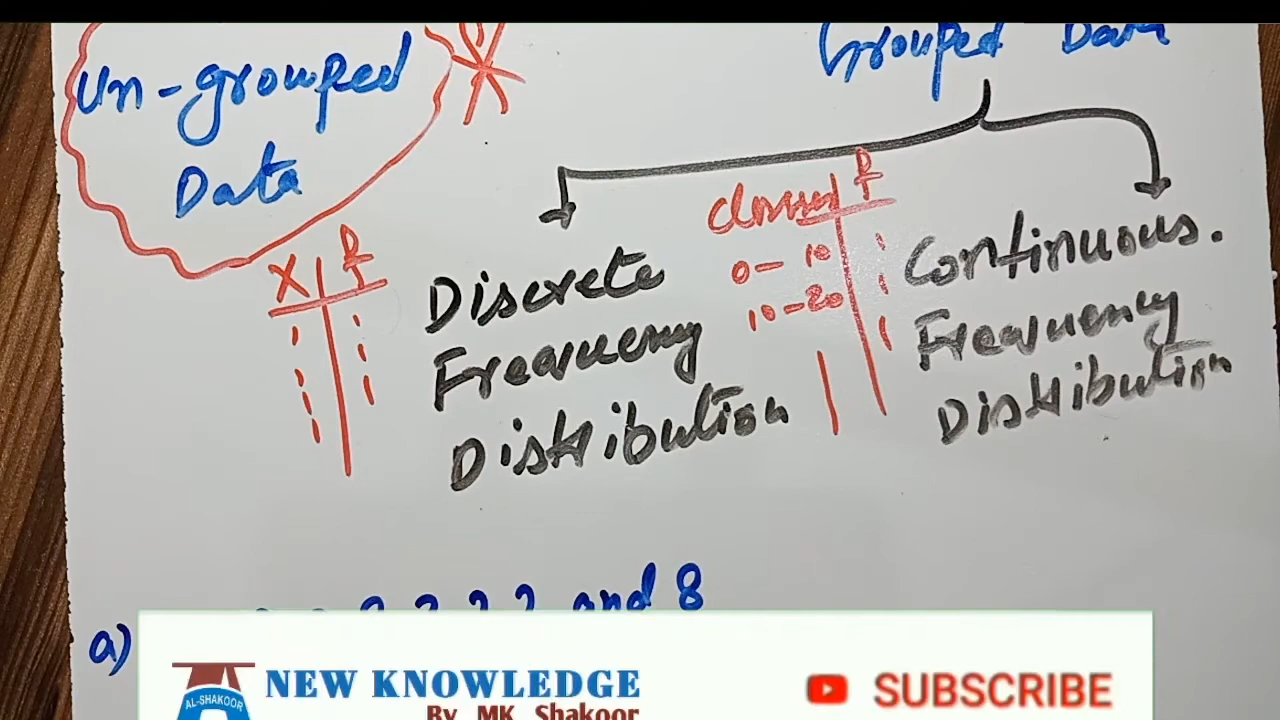 Un-grouped
Data
Grouped Data
X f
Discrete
Frequency
Distribution
classes f
0- 10
10-20
Continuous.
Frequency
Distribution
a)
and 8
AL-SHAKOOR
NEW KNOWLEDGE
By MK Shakoor
SUBSCRIBE